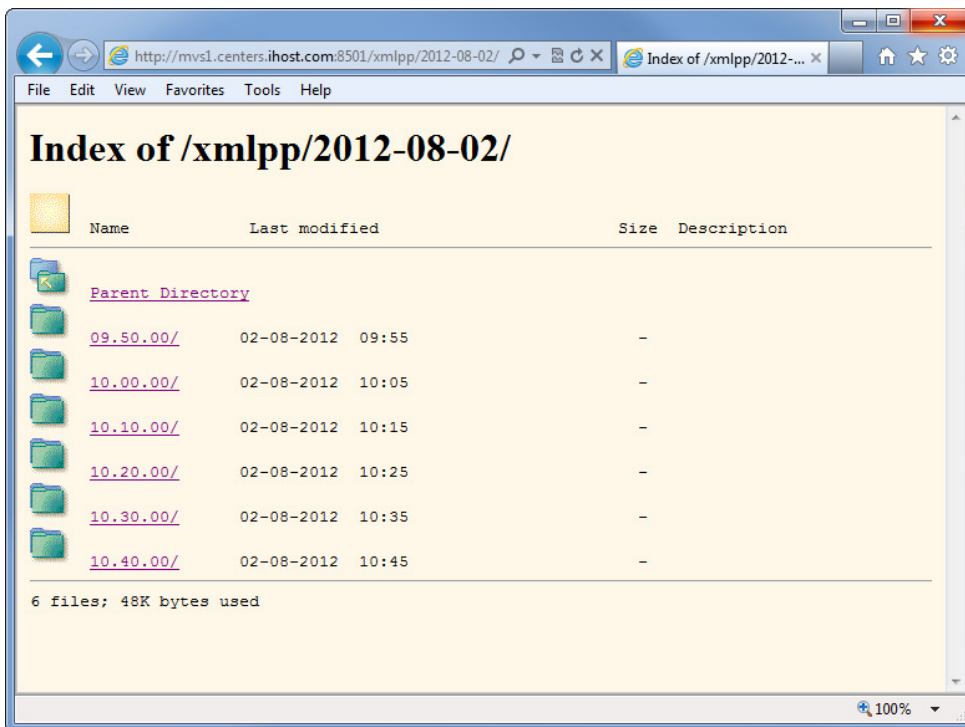 http://mvs1.centers.ihost.com:8501/xmlpp/2012-08-02/ Index of /xmlpp/2012-...
File Edit View Favorites Tools Help
Index of /xmlpp/2012-08-02/
Name Last modified Size Description
Parent Directory
09.50.00/ 02-08-2012 09:55 -
10.00.00/ 02-08-2012 10:05 -
10.10.00/ 02-08-2012 10:15 -
10.20.00/ 02-08-2012 10:25 -
10.30.00/ 02-08-2012 10:35 -
10.40.00/ 02-08-2012 10:45 -
6 files; 48K bytes used
100%